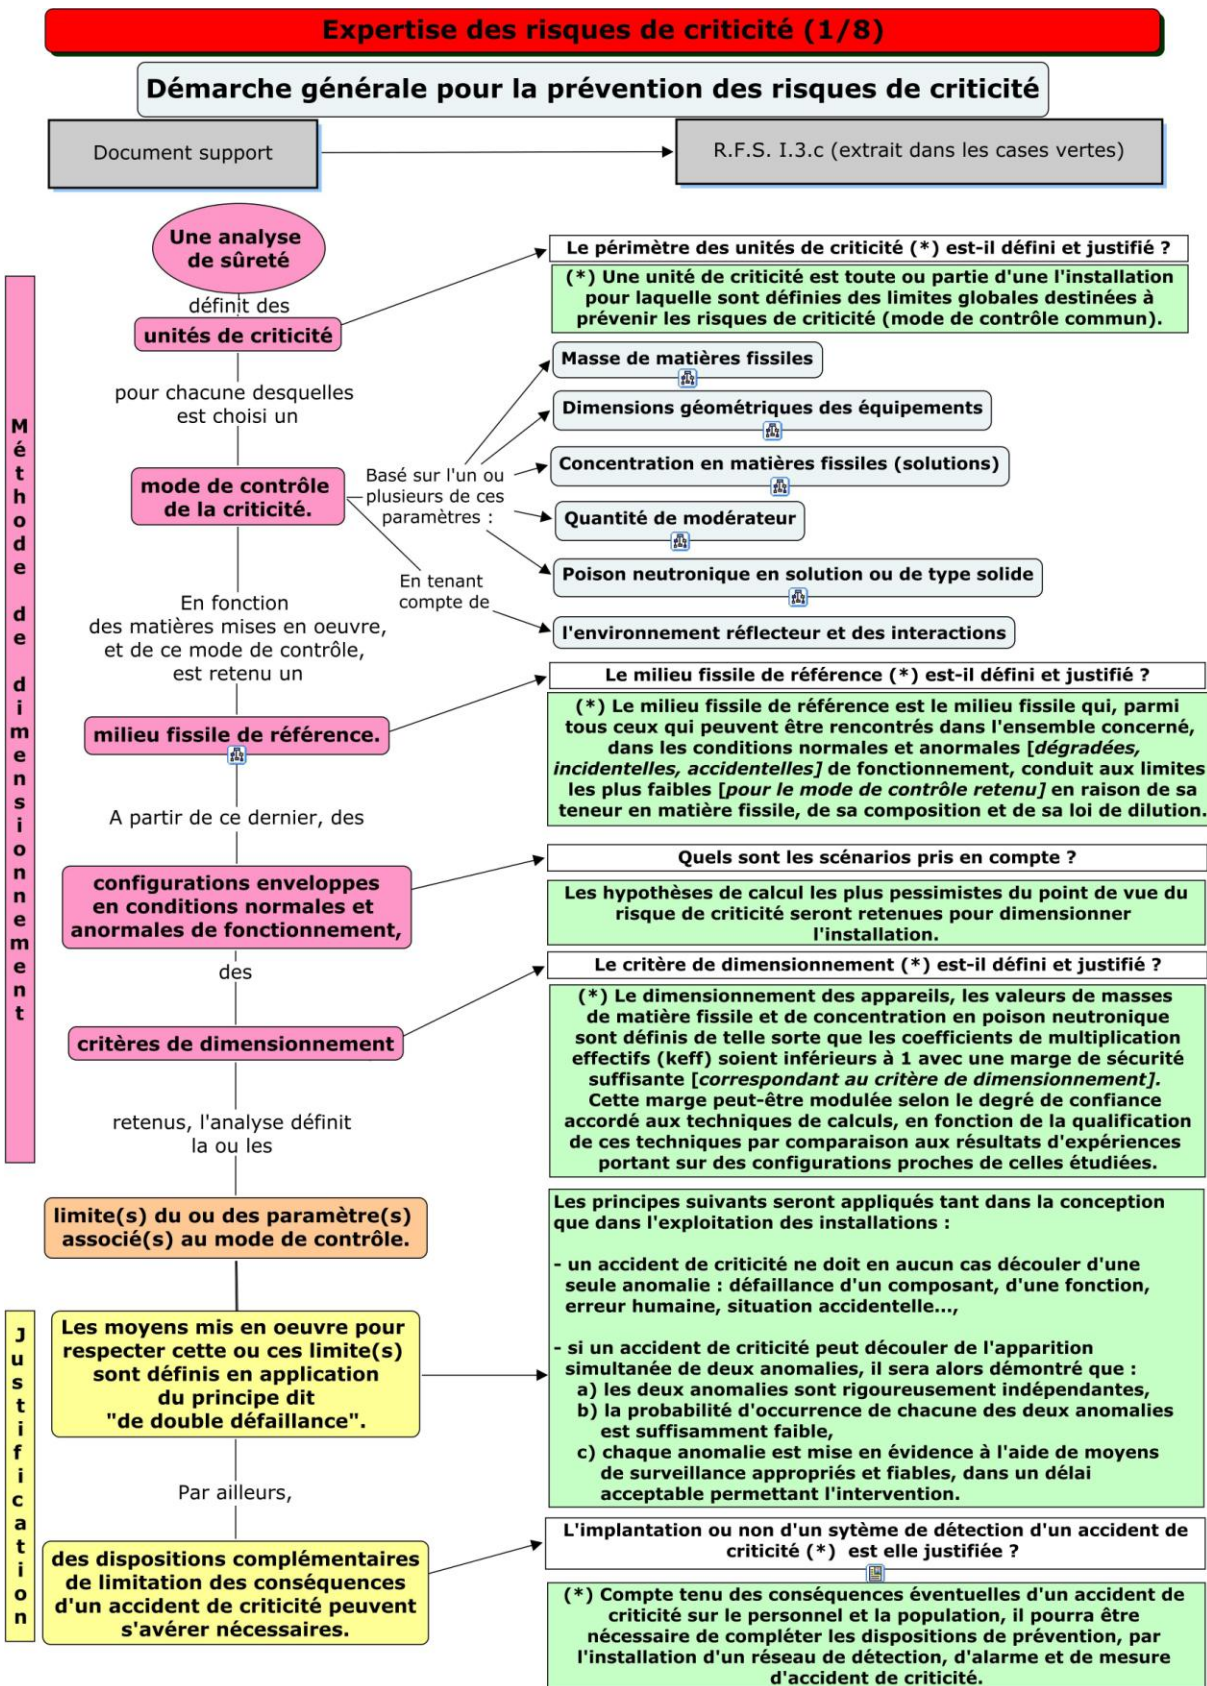 Expertise des risques de criticité (1/8)
Démarche générale pour la prévention des risques de criticité
Document support
R.F.S. I.3.c (extrait dans les cases vertes)
Méthode de dimensionnement
Une analyse
de sûreté
définit des
unités de criticité
Le périmètre des unités de criticité (*) est-il défini et justifié ?
(*) Une unité de criticité est toute ou partie d'une l'installation
pour laquelle sont définies des limites globales destinées à
prévenir les risques de criticité (mode de contrôle commun).
pour chacune desquelles
est choisi un
mode de contrôle
de la criticité.
Basé sur l'un ou
plusieurs de ces
paramètres :
Masse de matières fissiles
Dimensions géométriques des équipements
Concentration en matières fissiles (solutions)
Quantité de modérateur
Poison neutronique en solution ou de type solide
En tenant
compte de
l'environnement réflecteur et des interactions
En fonction
des matières mises en oeuvre,
et de ce mode de contrôle,
est retenu un
milieu fissile de référence.
Le milieu fissile de référence (*) est-il défini et justifié ?
(*) Le milieu fissile de référence est le milieu fissile qui, parmi
tous ceux qui peuvent être rencontrés dans l'ensemble concerné,
dans les conditions normales et anormales [dégradées,
incidentelles, accidentelles] de fonctionnement, conduit aux limites
les plus faibles [pour le mode de contrôle retenu] en raison de sa
teneur en matière fissile, de sa composition et de sa loi de dilution.
A partir de ce dernier, des
configurations enveloppes
en conditions normales et
anormales de fonctionnement,
Quels sont les scénarios pris en compte ?
Les hypothèses de calcul les plus pessimistes du point de vue du
risque de criticité seront retenues pour dimensionner
l'installation.
des
critères de dimensionnement
Le critère de dimensionnement (*) est-il défini et justifié ?
(*) Le dimensionnement des appareils, les valeurs de masses
de matière fissile et de concentration en poison neutronique
sont définis de telle sorte que les coefficients de multiplication
effectifs (keff) soient inférieurs à 1 avec une marge de sécurité
suffisante [correspondant au critère de dimensionnement].
Cette marge peut-être modulée selon le degré de confiance
accordé aux techniques de calculs, en fonction de la qualification
de ces techniques par comparaison aux résultats d'expériences
portant sur des configurations proches de celles étudiées.
retenus, l'analyse définit
la ou les
limite(s) du ou des paramètre(s)
associé(s) au mode de contrôle.
Justification
Les moyens mis en oeuvre pour
respecter cette ou ces limite(s)
sont définis en application
du principe dit
"de double défaillance".
Les principes suivants seront appliqués tant dans la conception
que dans l'exploitation des installations :
- un accident de criticité ne doit en aucun cas découler d'une
seule anomalie : défaillance d'un composant, d'une fonction,
erreur humaine, situation accidentelle...,
- si un accident de criticité peut découler de l'apparition
simultanée de deux anomalies, il sera alors démontré que :
a) les deux anomalies sont rigoureusement indépendantes,
b) la probabilité d'occurrence de chacune des deux anomalies
est suffisamment faible,
c) chaque anomalie est mise en évidence à l'aide de moyens
de surveillance appropriés et fiables, dans un délai
acceptable permettant l'intervention.
Par ailleurs,
des dispositions complémentaires
de limitation des conséquences
d'un accident de criticité peuvent
s'avérer nécessaires.
L'implantation ou non d'un sytème de détection d'un accident de
criticité (*) est elle justifiée ?
(*) Compte tenu des conséquences éventuelles d'un accident de
criticité sur le personnel et la population, il pourra être
nécessaire de compléter les dispositions de prévention, par
l'installation d'un réseau de détection, d'alarme et de mesure
d'accident de criticité.